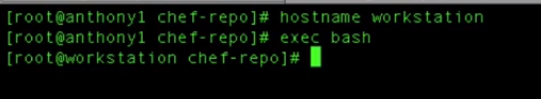 [root@anthony1 chef-repo]# hostname workstation
[root@anthony1 chef-repo]# exec bash
[root@workstation chef-repo]#